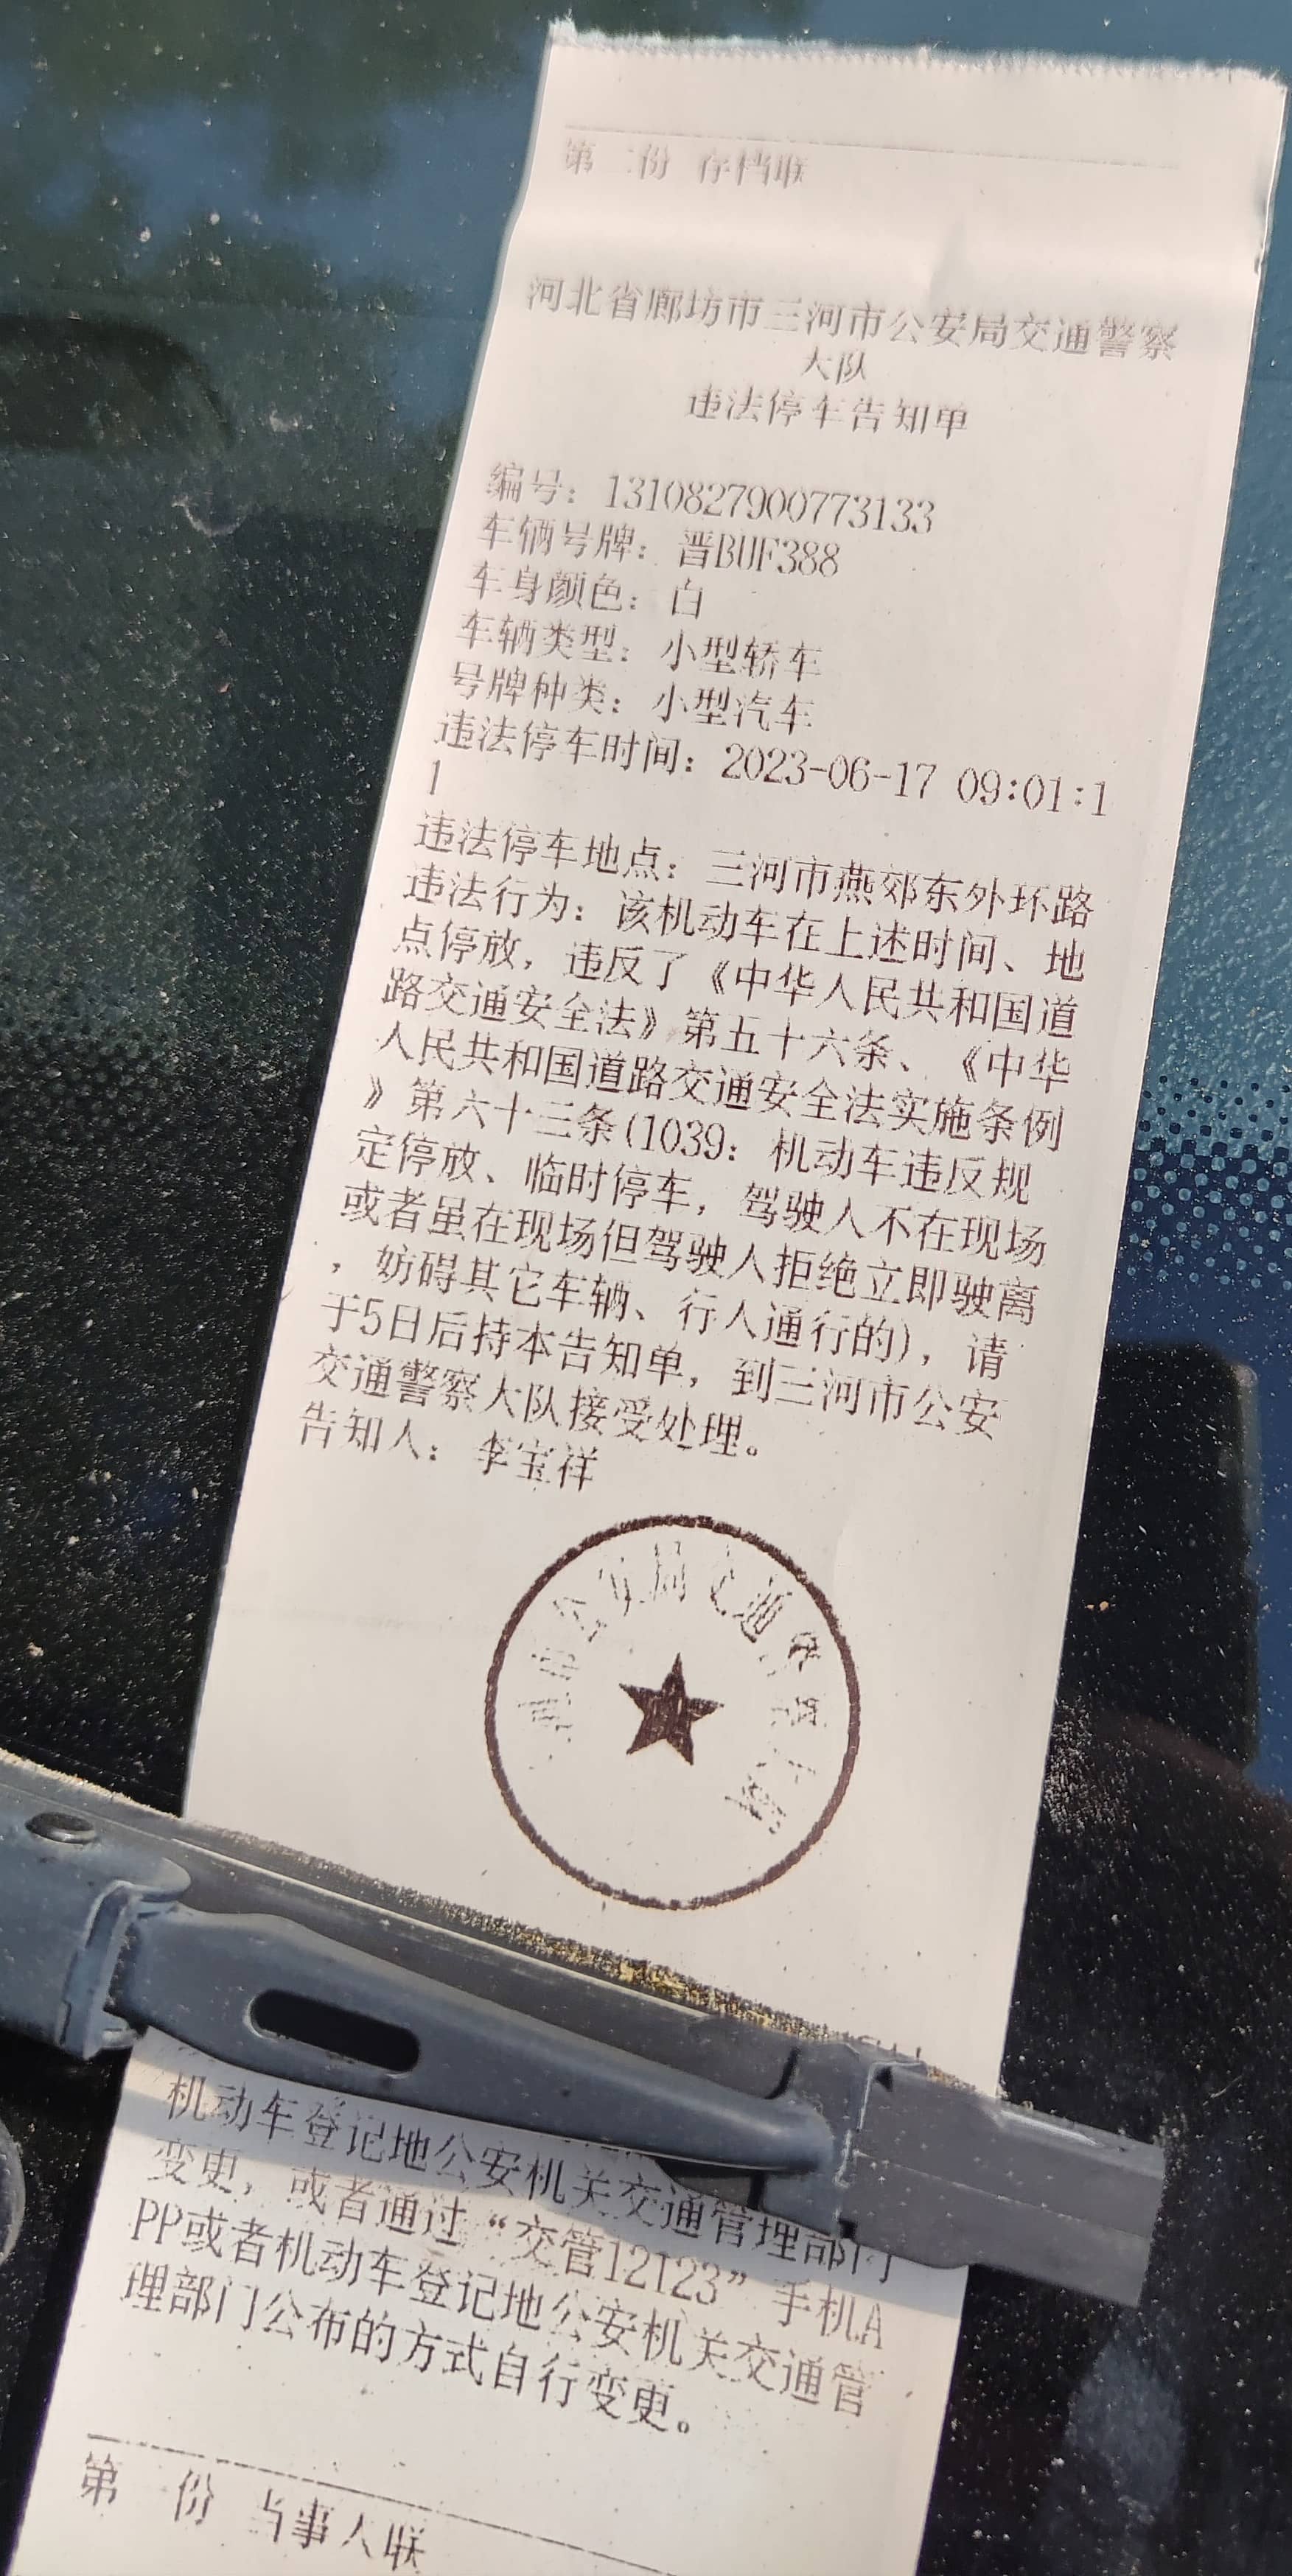 第二份 存档联
河北省廊坊市三河市公安局交通警察
大队
违法停车告知单
编号：1310827900773133
车辆号牌：晋BUF388
车身颜色：白
车辆类型：小型轿车
号牌种类：小型汽车
违法停车时间：2023-06-17 09:01:1
1
违法停车地点：三河市燕郊东外环路
违法行为：该机动车在上述时间、地
点停放，违反了《中华人民共和国道
路交通安全法》第五十六条、《中华
人民共和国道路交通安全法实施条例
》第六十三条(1039：机动车违反规
定停放、临时停车，驾驶人不在现场
或者虽在现场但驾驶人拒绝立即驶离
，妨碍其它车辆、行人通行的)，请
于5日后持本告知单，到三河市公安
交通警察大队接受处理。
告知人：李宝祥
市公安局交通警察大队
机动车登记地公安机关交通管理部门
变更，或者通过“交管12123”手机A
PP或者机动车登记地公安机关交通管
理部门公布的方式自行变更。
第 份 当事人联